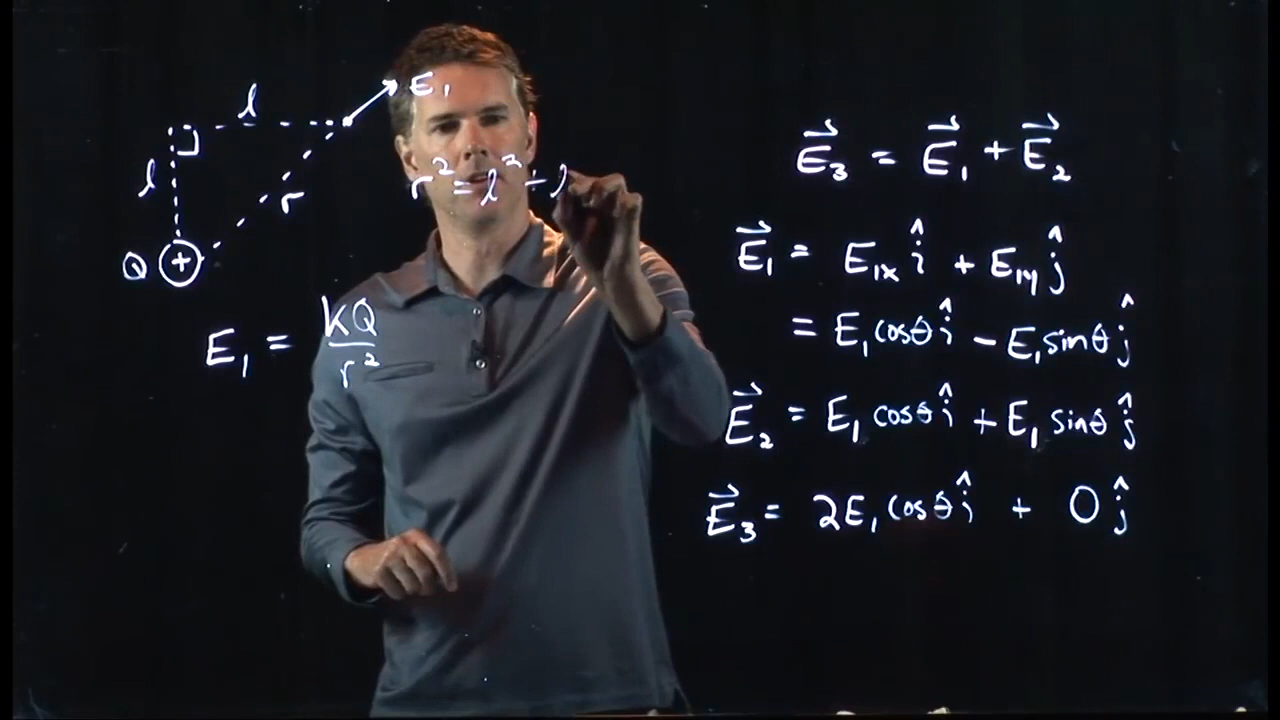 l
E₁
l
r
Q +
r² = l² + l
E₁ = kQ/r²
E⃗₃ = E⃗₁ + E⃗₂
E⃗₁ = E₁ₓ î + E₁y ĵ
= E₁ cosθ î − E₁ sinθ ĵ
E⃗₂ = E₁ cosθ î + E₁ sinθ ĵ
E⃗₃ = 2E₁ cosθ î + 0 ĵ